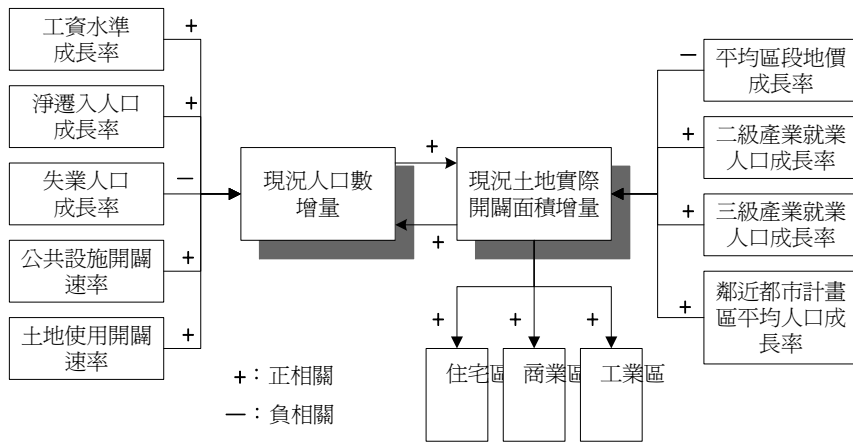 工資水準
成長率
+
淨遷入人口
成長率
+
失業人口
成長率
—
公共設施開闢
速率
+
土地使用開闢
速率
+
現況人口數
增量
+
+
現況土地實際
開闢面積增量
—
平均區段地價
成長率
+
二級產業就業
人口成長率
+
三級產業就業
人口成長率
+
鄰近都市計畫
區平均人口成
長率
+
+
+
住宅區
商業區
工業區
+：正相關
—：負相關